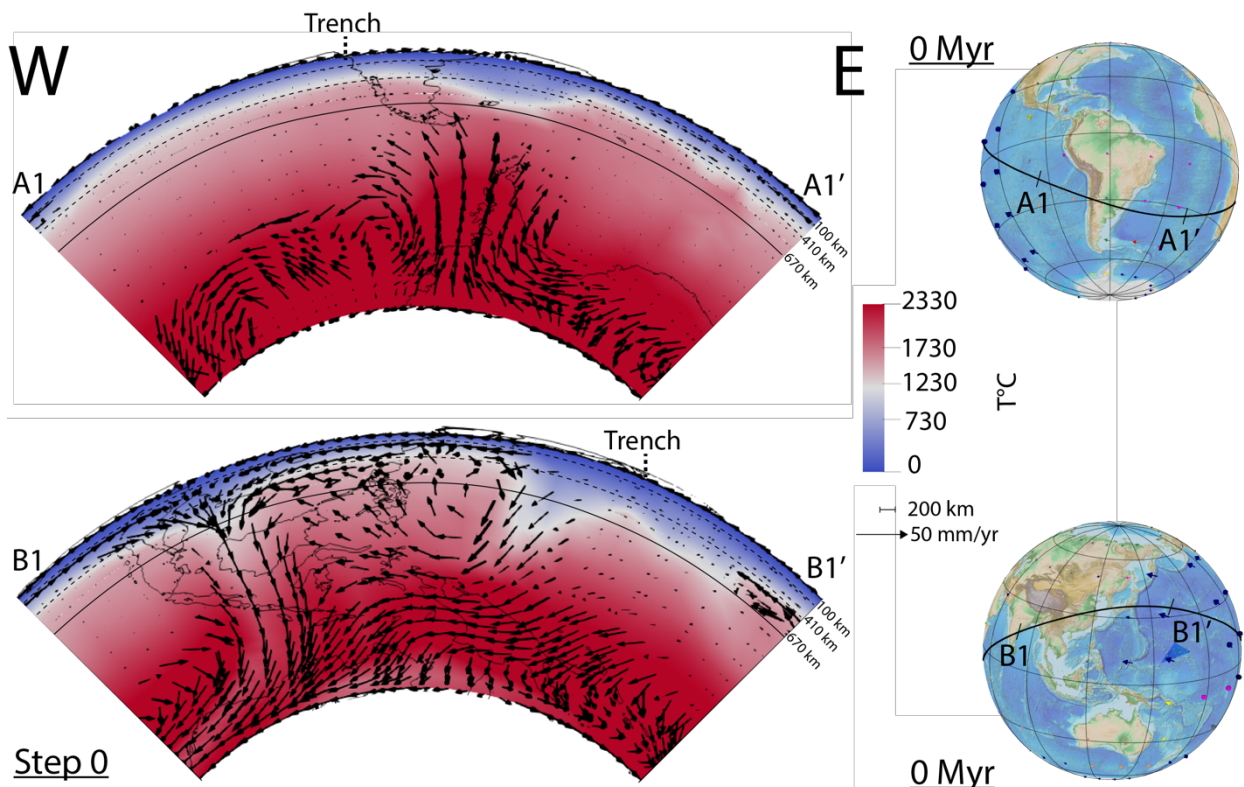 Trench
W
E
0 Myr
A1
A1'
100 km
410 km
670 km
A1
A1'
2330
1730
1230
730
0
T°C
Trench
200 km
50 mm/yr
B1
B1'
100 km
410 km
670 km
B1
B1'
Step 0
0 Myr